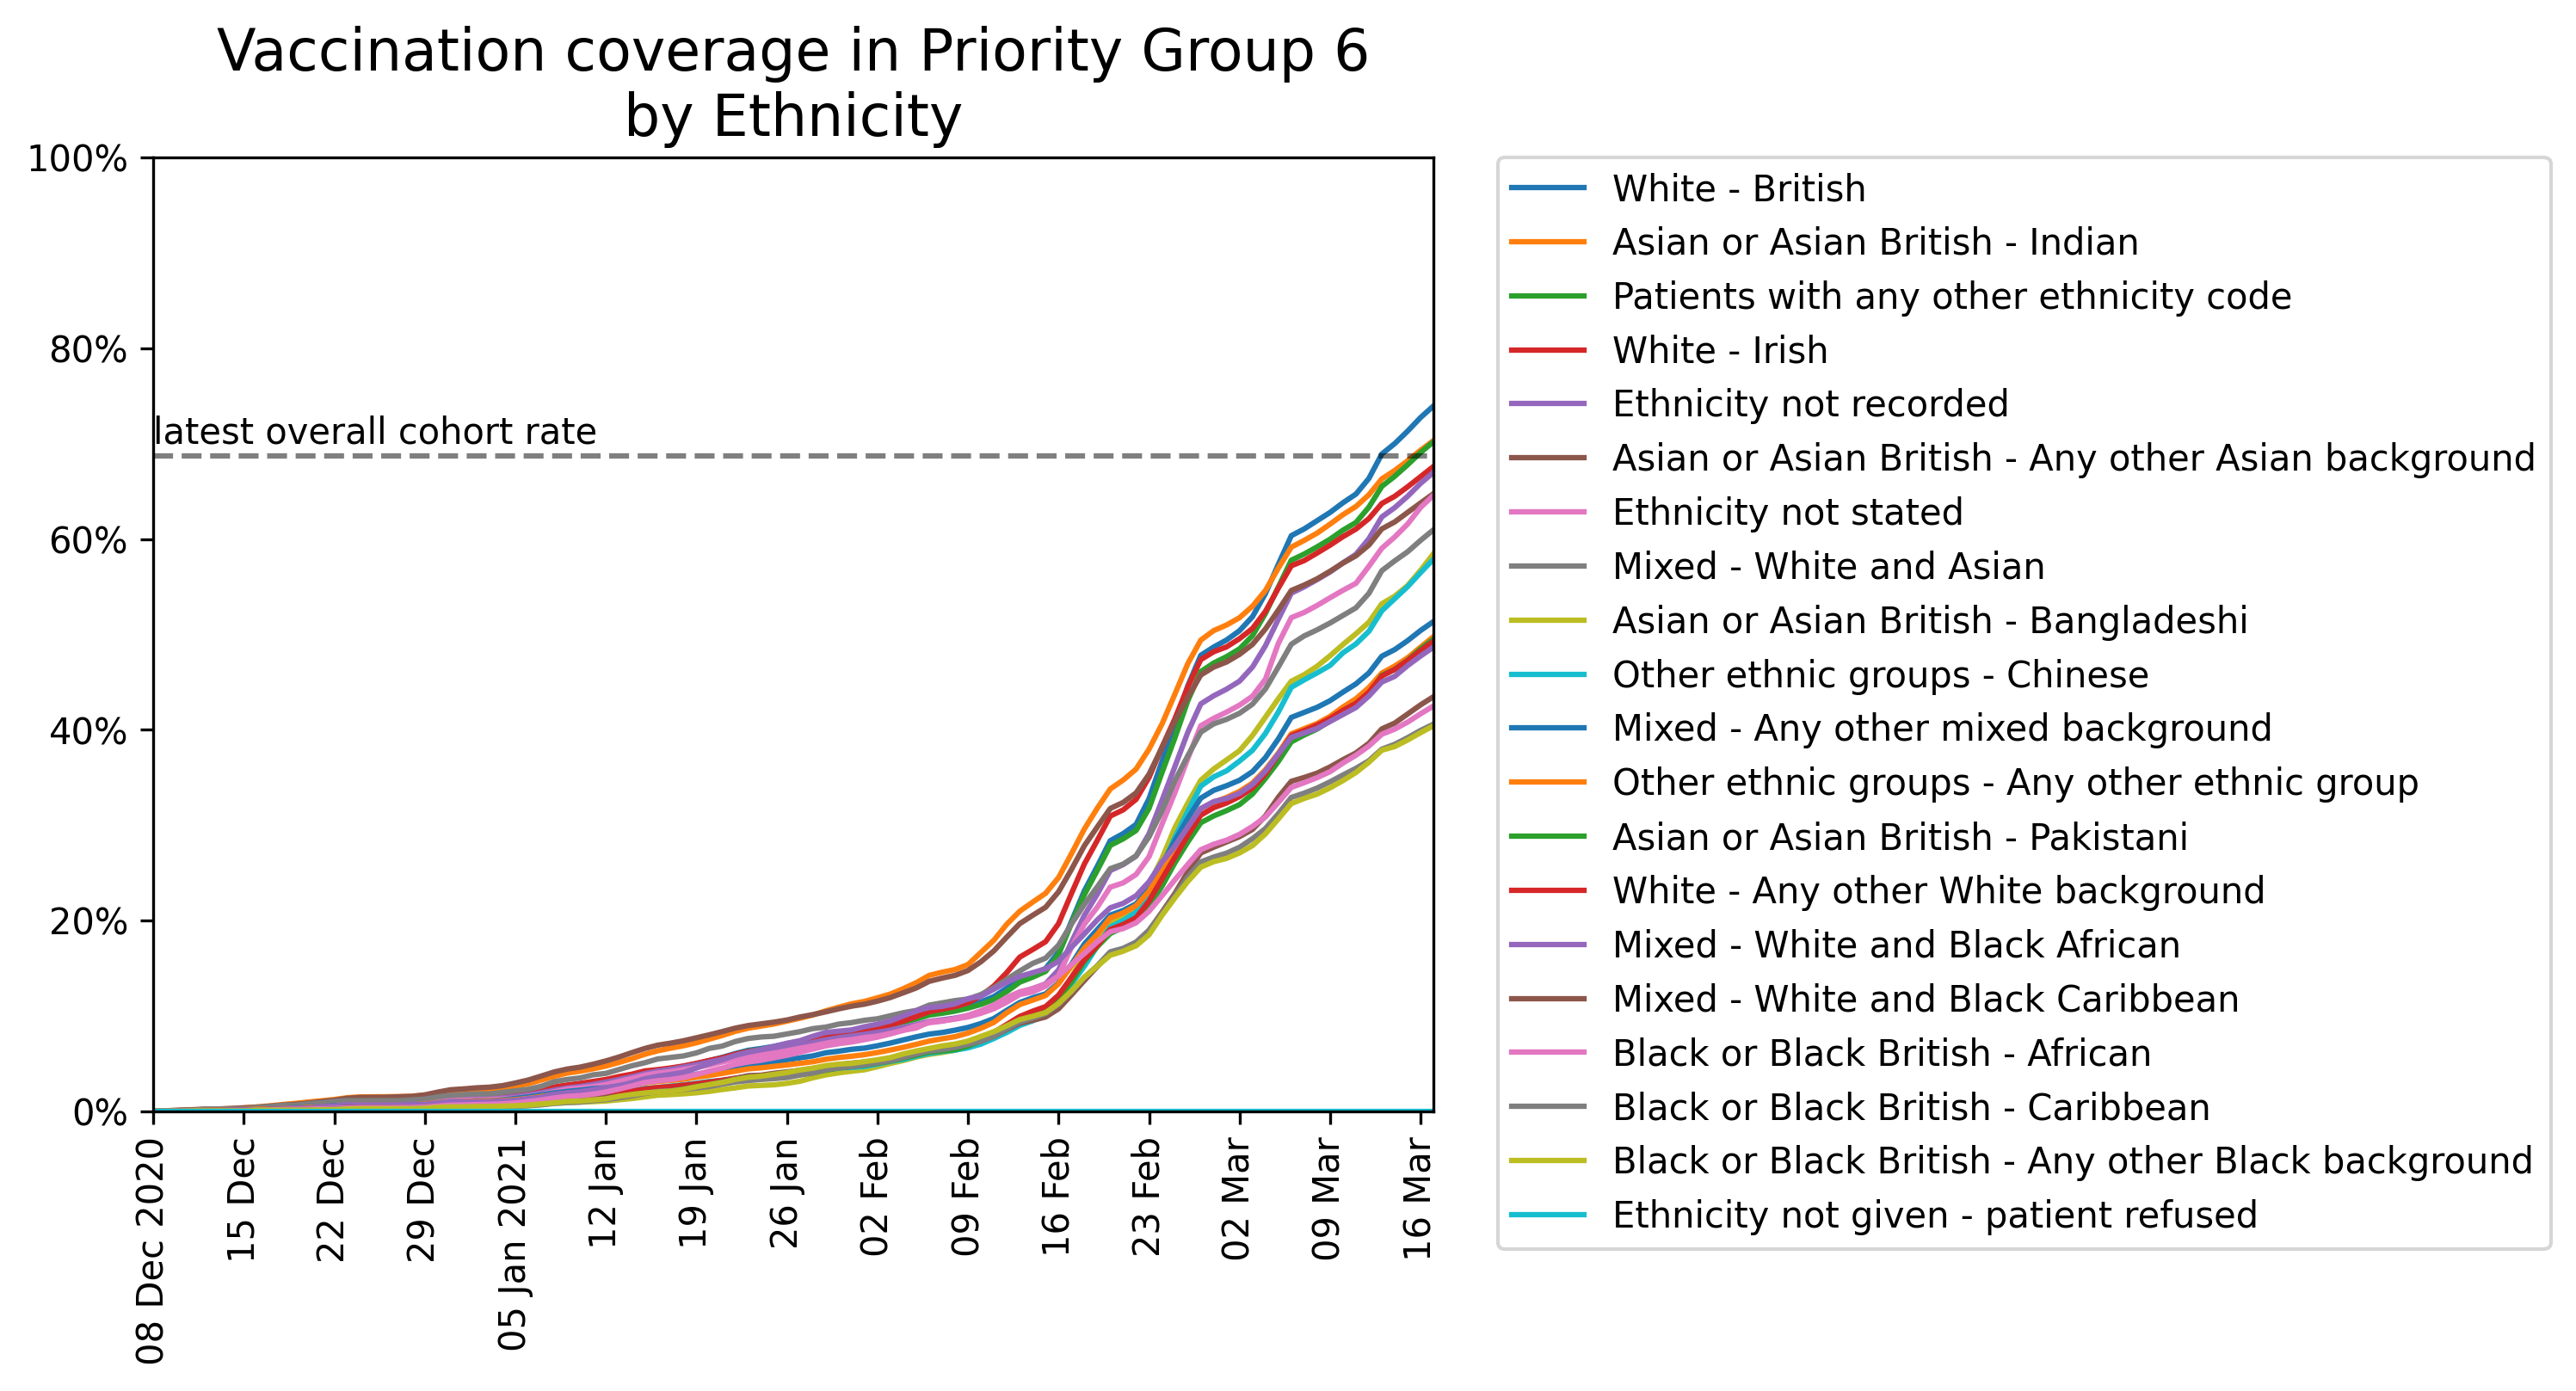 Vaccination coverage in Priority Group 6
by Ethnicity
100%
80%
60%
40%
20%
0%
latest overall cohort rate
08 Dec 2020
15 Dec
22 Dec
29 Dec
05 Jan 2021
12 Jan
19 Jan
26 Jan
02 Feb
09 Feb
16 Feb
23 Feb
02 Mar
09 Mar
16 Mar
White - British
Asian or Asian British - Indian
Patients with any other ethnicity code
White - Irish
Ethnicity not recorded
Asian or Asian British - Any other Asian background
Ethnicity not stated
Mixed - White and Asian
Asian or Asian British - Bangladeshi
Other ethnic groups - Chinese
Mixed - Any other mixed background
Other ethnic groups - Any other ethnic group
Asian or Asian British - Pakistani
White - Any other White background
Mixed - White and Black African
Mixed - White and Black Caribbean
Black or Black British - African
Black or Black British - Caribbean
Black or Black British - Any other Black background
Ethnicity not given - patient refused